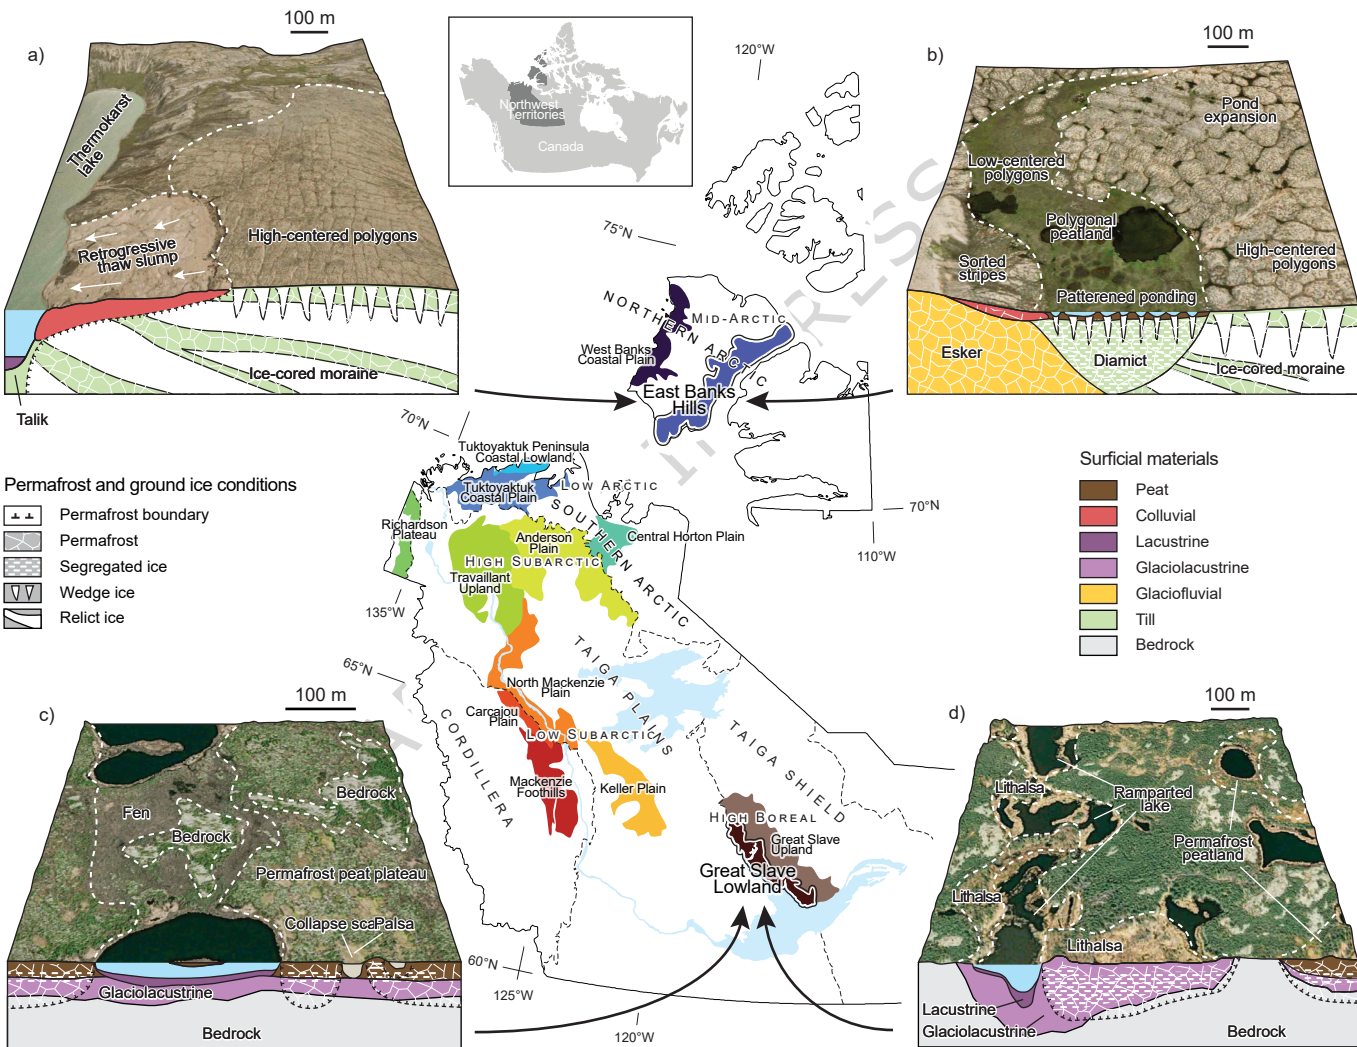 100 m
a)
Thermokarst
lake
Retrogressive
thaw slump
High-centered polygons
Ice-cored moraine
Talik
Northwest
Territories
Canada
120°W
100 m
b)
Pond
expansion
Low-centered
polygons
Polygonal
peatland
High-centered
polygons
Sorted
stripes
Patterened ponding
Esker
Diamict
Ice-cored moraine
75°N
NORTHERN ARCTIC
MID-ARCTIC
West Banks
Coastal Plain
East Banks
Hills
70°N
Tuktoyaktuk Peninsula
Coastal Lowland
Tuktoyaktuk
Coastal Plain
LOW ARCTIC
SOUTHERN ARCTIC
Richardson
Plateau
Anderson
Plain
Central Horton Plain
HIGH SUBARCTIC
Travaillant
Upland
135°W
70°N
110°W
65°N
TAIGA PLAINS
North Mackenzie
Plain
Carcajou
Plain
LOW SUBARCTIC
CORDILLERA
TAIGA SHIELD
Mackenzie
Foothills
Keller Plain
HIGH BOREAL
Great Slave
Upland
Great Slave
Lowland
60°N
125°W
120°W
IN PRESS
Permafrost and ground ice conditions
Permafrost boundary
Permafrost
Segregated ice
Wedge ice
Relict ice
Surficial materials
Peat
Colluvial
Lacustrine
Glaciolacustrine
Glaciofluvial
Till
Bedrock
100 m
c)
Fen
Bedrock
Bedrock
Permafrost peat plateau
Collapse scaPalsa
Glaciolacustrine
Bedrock
100 m
d)
Lithalsa
Ramparted
lake
Permafrost
peatland
Lithalsa
Lithalsa
Lacustrine
Glaciolacustrine
Bedrock